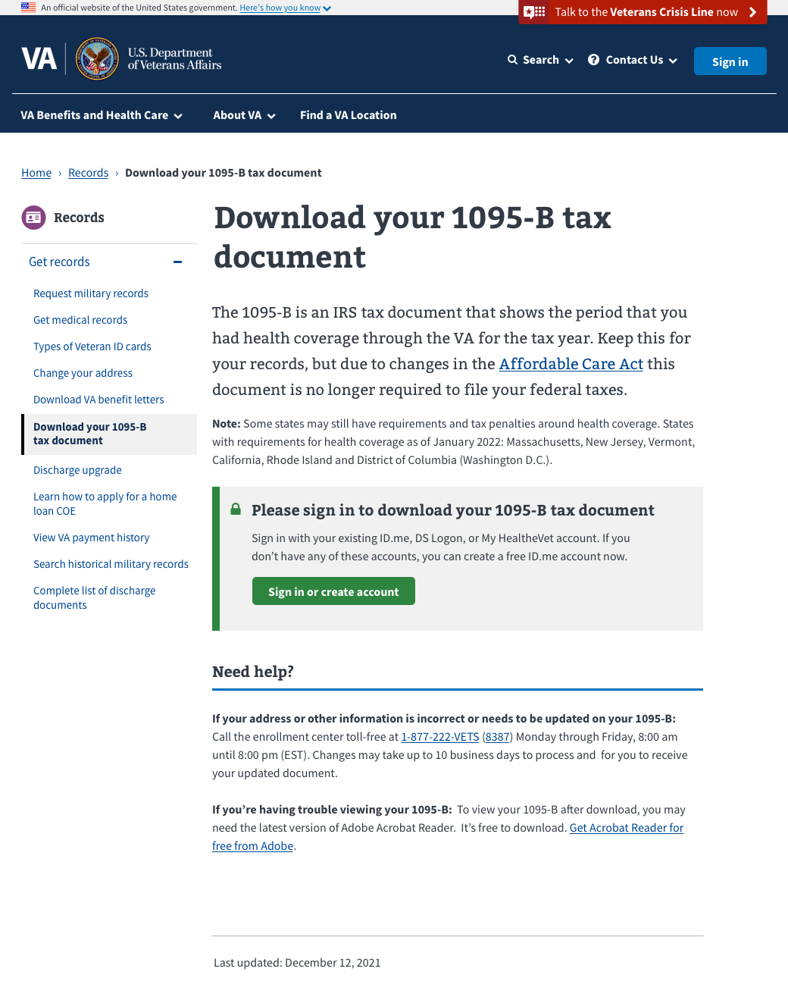 An official website of the United States government. Here's how you know
Talk to the Veterans Crisis Line now
VA
U.S. Department
of Veterans Affairs
Search
Contact Us
Sign in
VA Benefits and Health Care
About VA
Find a VA Location
Home › Records › Download your 1095-B tax document
Records
Get records
Request military records
Get medical records
Types of Veteran ID cards
Change your address
Download VA benefit letters
Download your 1095-B
tax document
Discharge upgrade
Learn how to apply for a home
loan COE
View VA payment history
Search historical military records
Complete list of discharge
documents
Download your 1095-B tax
document
The 1095-B is an IRS tax document that shows the period that you
had health coverage through the VA for the tax year. Keep this for
your records, but due to changes in the Affordable Care Act this
document is no longer required to file your federal taxes.
Note: Some states may still have requirements and tax penalties around health coverage. States
with requirements for health coverage as of January 2022: Massachusetts, New Jersey, Vermont,
California, Rhode Island and District of Columbia (Washington D.C.).
Please sign in to download your 1095-B tax document
Sign in with your existing ID.me, DS Logon, or My HealtheVet account. If you
don't have any of these accounts, you can create a free ID.me account now.
Sign in or create account
Need help?
If your address or other information is incorrect or needs to be updated on your 1095-B:
Call the enrollment center toll-free at 1-877-222-VETS (8387) Monday through Friday, 8:00 am
until 8:00 pm (EST). Changes may take up to 10 business days to process and  for you to receive
your updated document.
If you're having trouble viewing your 1095-B:  To view your 1095-B after download, you may
need the latest version of Adobe Acrobat Reader.  It's free to download. Get Acrobat Reader for
free from Adobe.
Last updated: December 12, 2021